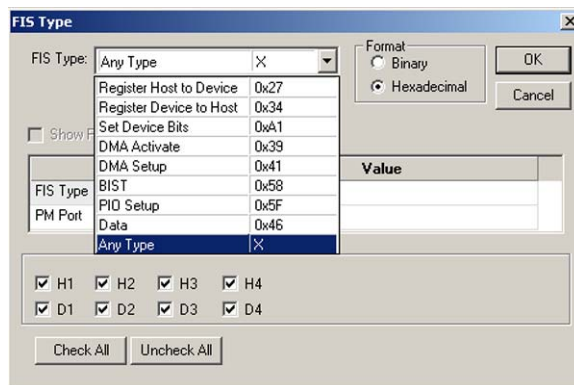 FIS Type
FIS Type: Any Type X
Format
Binary
Hexadecimal
OK
Cancel
Register Host to Device 0x27
Register Device to Host 0x34
Set Device Bits 0xA1
DMA Activate 0x39
DMA Setup 0x41
BIST 0x58
PIO Setup 0x5F
Data 0x46
Any Type X
Show
Value
FIS Type
PM Port
H1 H2 H3 H4
D1 D2 D3 D4
Check All Uncheck All